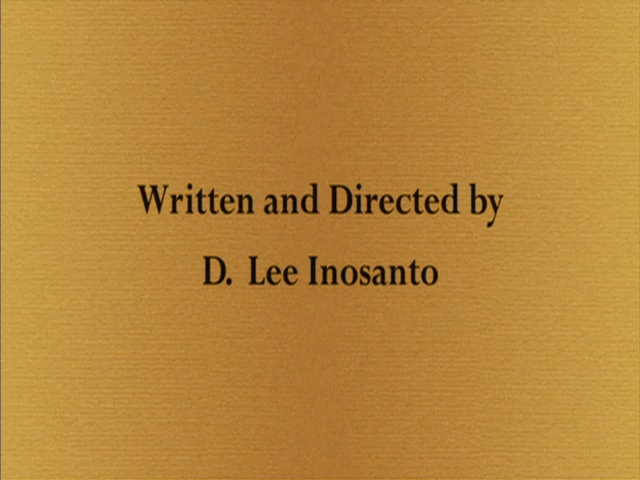 Written and Directed by
D. Lee Inosanto